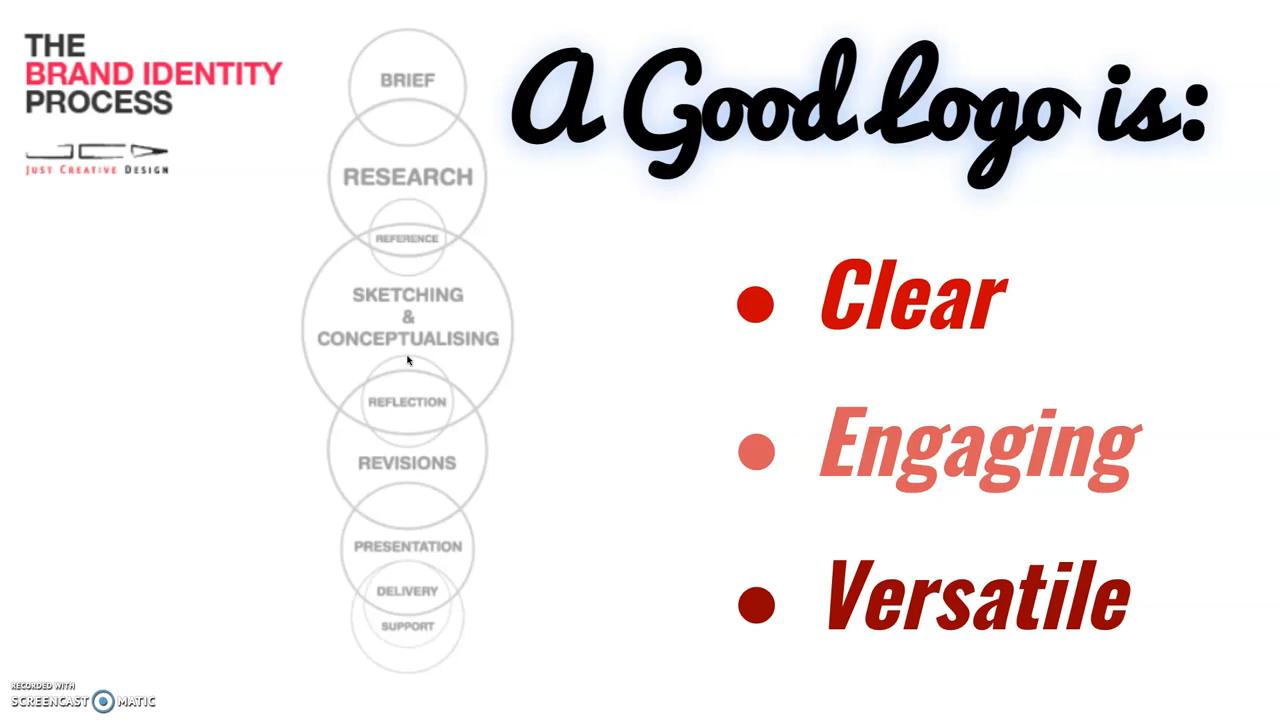 THE
BRAND IDENTITY
PROCESS
JCD
JUST CREATIVE DESIGN
BRIEF
RESEARCH
REFERENCE
SKETCHING
&
CONCEPTUALISING
REFLECTION
REVISIONS
PRESENTATION
DELIVERY
SUPPORT
A Good Logo is:
• Clear
• Engaging
• Versatile
RECORDED WITH
SCREENCAST MATIC